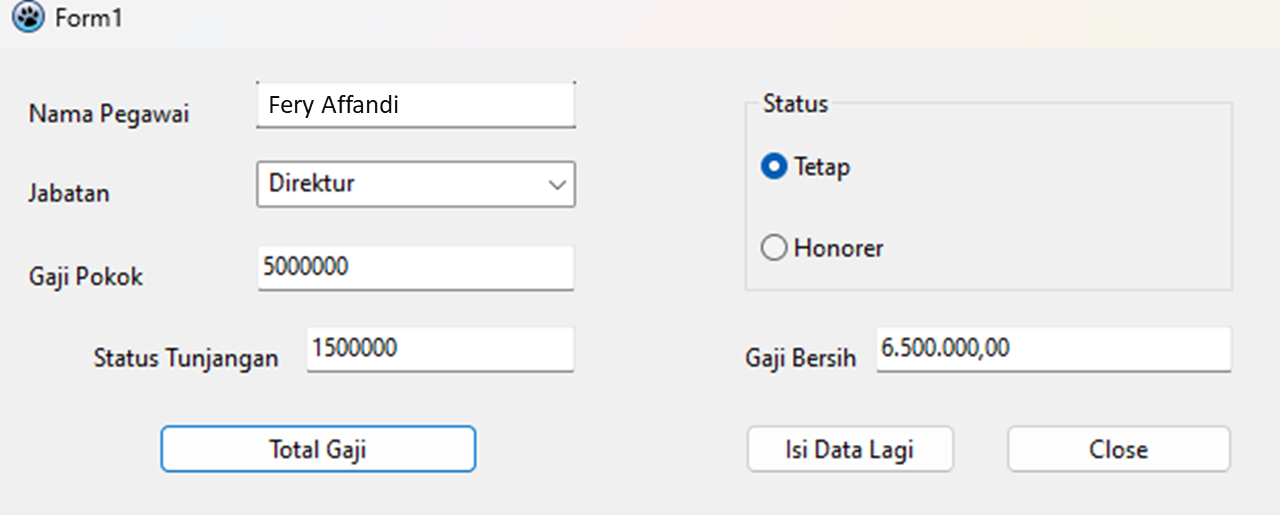 Form1
Nama Pegawai
Fery Affandi
Jabatan
Direktur
Gaji Pokok
5000000
Status Tunjangan
1500000
Total Gaji
Status
Tetap
Honorer
Gaji Bersih
6.500.000,00
Isi Data Lagi
Close